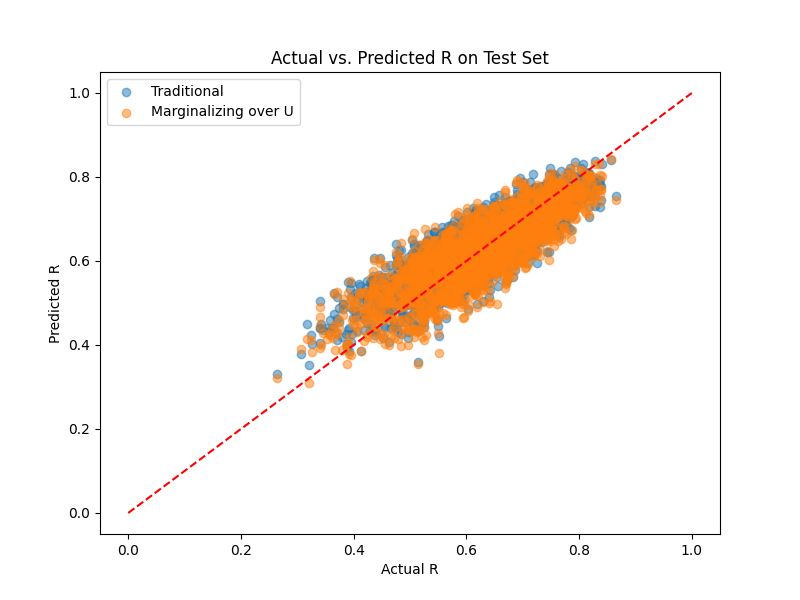 Actual vs. Predicted R on Test Set
Traditional
Marginalizing over U
1.0
0.8
0.6
0.4
0.2
0.0
Predicted R
0.0 0.2 0.4 0.6 0.8 1.0
Actual R